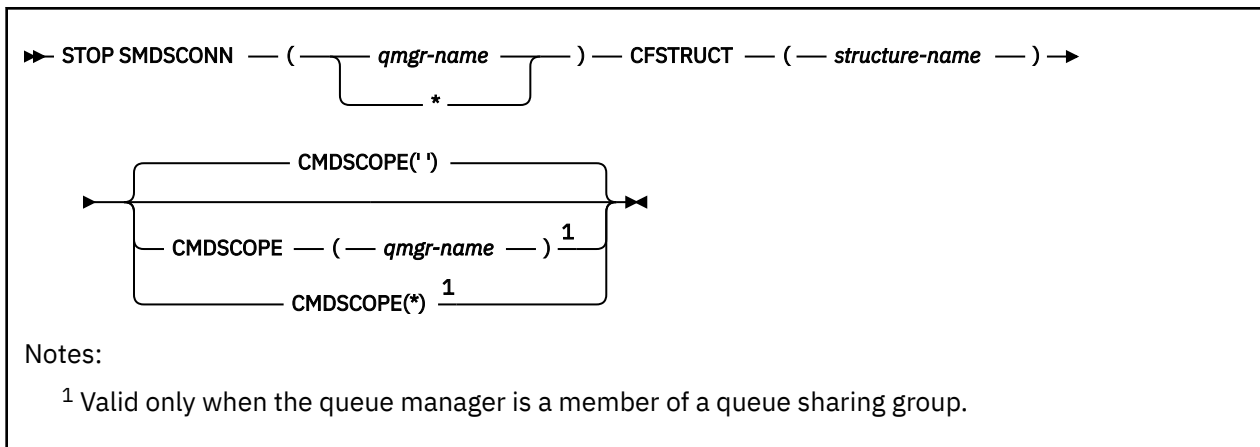 STOP SMDSCONN ( qmgr-name ) CFSTRUCT ( structure-name )
*
CMDSCOPE(' ')
CMDSCOPE ( qmgr-name ) 1
CMDSCOPE(*) 1
Notes:
1 Valid only when the queue manager is a member of a queue sharing group.